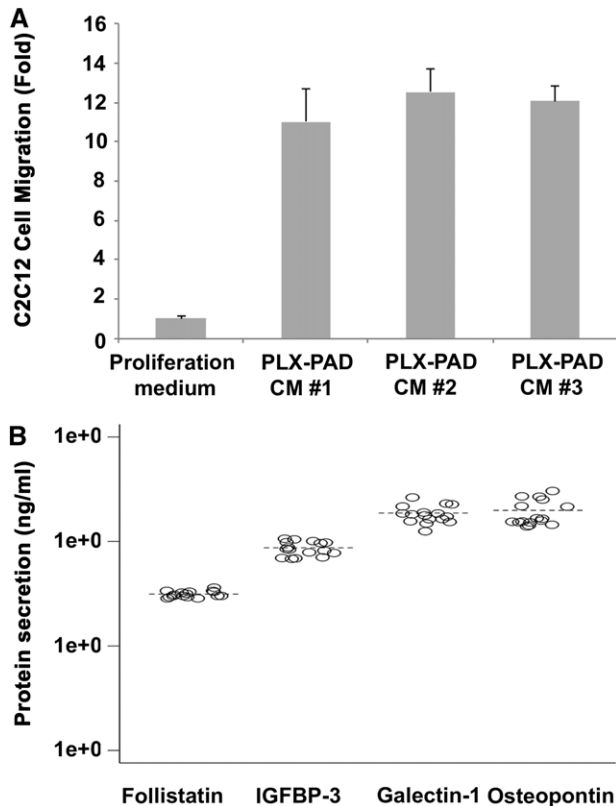 A
C2C12 Cell Migration (Fold)
16
14
12
10
8
6
4
2
0
Proliferation medium
PLX-PAD CM #1
PLX-PAD CM #2
PLX-PAD CM #3
B
Protein secretion (ng/ml)
1e+0
1e+0
1e+0
1e+0
Follistatin
IGFBP-3
Galectin-1
Osteopontin